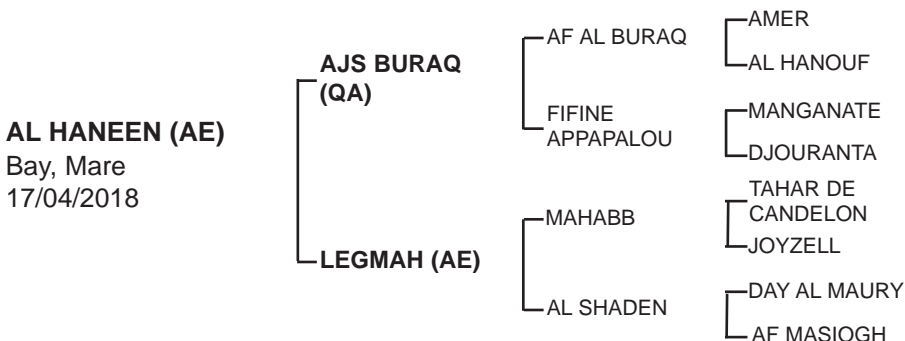 AL HANEEN (AE)
Bay, Mare
17/04/2018
AJS BURAQ
(QA)
LEGMAH (AE)
AF AL BURAQ
FIFINE
APPAPALOU
MAHABB
AL SHADEN
AMER
AL HANOUF
MANGANATE
DJOURANTA
TAHAR DE
CANDELON
JOYZELL
DAY AL MAURY
AF MASIOGH